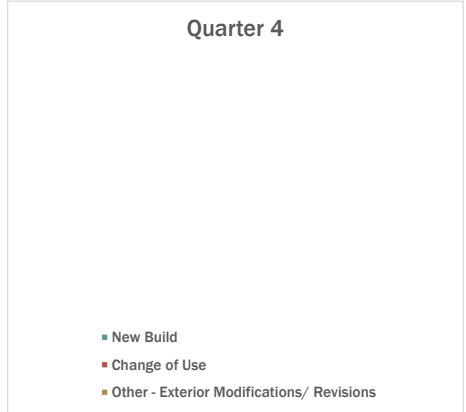 Quarter 4
New Build
Change of Use
Other - Exterior Modifications/ Revisions